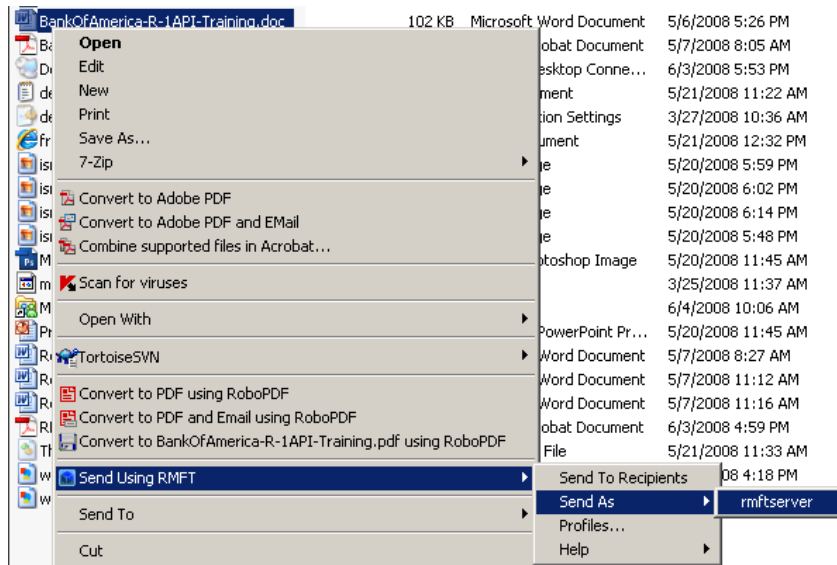 BankOfAmerica-R-1API-Training.doc 102 KB Microsoft Word Document 5/6/2008 5:26 PM
Open obat Document 5/7/2008 8:05 AM
Edit esktop Conne... 6/3/2008 5:53 PM
New ment 5/21/2008 11:22 AM
Print tion Settings 3/27/2008 10:36 AM
Save As... ument 5/21/2008 12:32 PM
7-Zip 5/20/2008 5:59 PM
5/20/2008 6:02 PM
Convert to Adobe PDF 5/20/2008 6:14 PM
Convert to Adobe PDF and EMail 5/20/2008 5:48 PM
Combine supported files in Acrobat... otoshop Image 5/20/2008 11:45 AM
Scan for viruses 3/25/2008 11:37 AM
6/4/2008 10:06 AM
Open With PowerPoint Pr... 5/20/2008 11:45 AM
TortoiseSVN Word Document 5/7/2008 8:27 AM
Word Document 5/7/2008 11:12 AM
Convert to PDF using RoboPDF Word Document 5/7/2008 11:16 AM
Convert to PDF and Email using RoboPDF obat Document 6/3/2008 4:59 PM
Convert to BankOfAmerica-R-1API-Training.pdf using RoboPDF File 5/21/2008 11:33 AM
Send Using RMFT Send To Recipients 08 4:18 PM
Send To Send As rmftserver
Profiles...
Cut Help